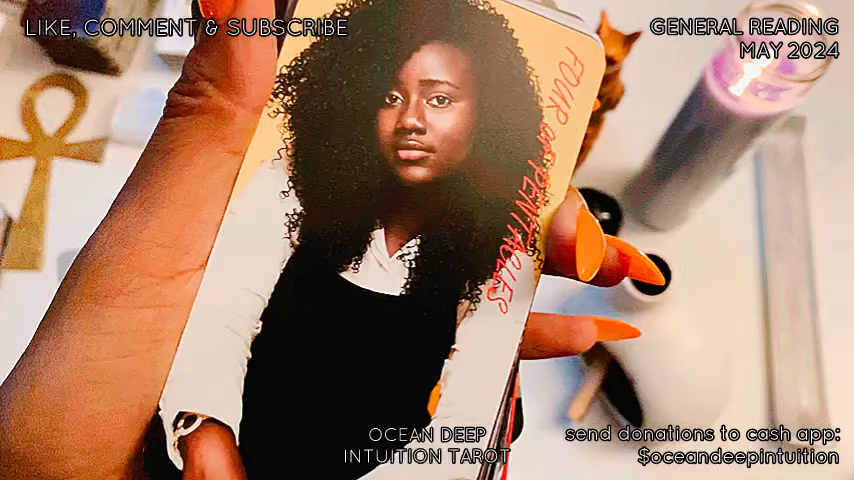 LIKE, COMMENT & SUBSCRIBE
GENERAL READING
MAY 2024
FOUR OF PENTACLES
OCEAN DEEP
INTUITION TAROT
send donations to cash app:
$oceandeepintuition